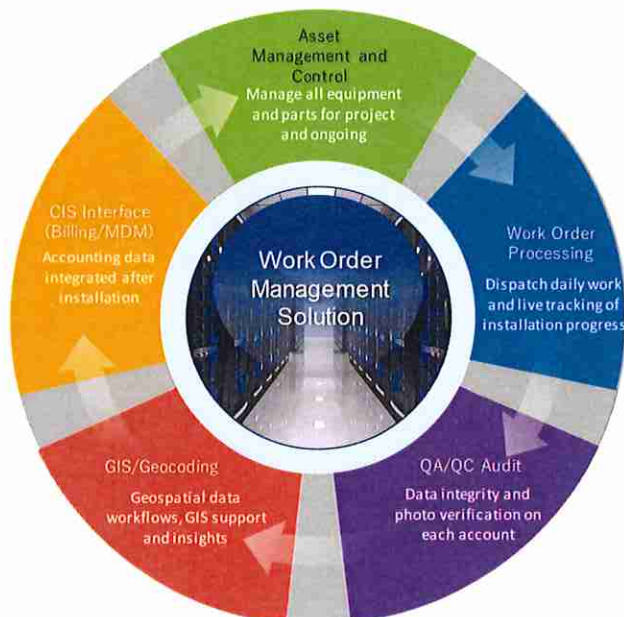 Asset
Management and
Control
Manage all equipment
and parts for project
and ongoing
Work Order
Processing
Dispatch daily work
and live tracking of
installation progress
QA/QC Audit
Data integrity and
photo verification on
each account
GIS/Geocoding
Geospatial data
workflows, GIS support
and insights
CIS Interface
(Billing/MDM)
Accounting data
integrated after
installation
Work Order
Management
Solution